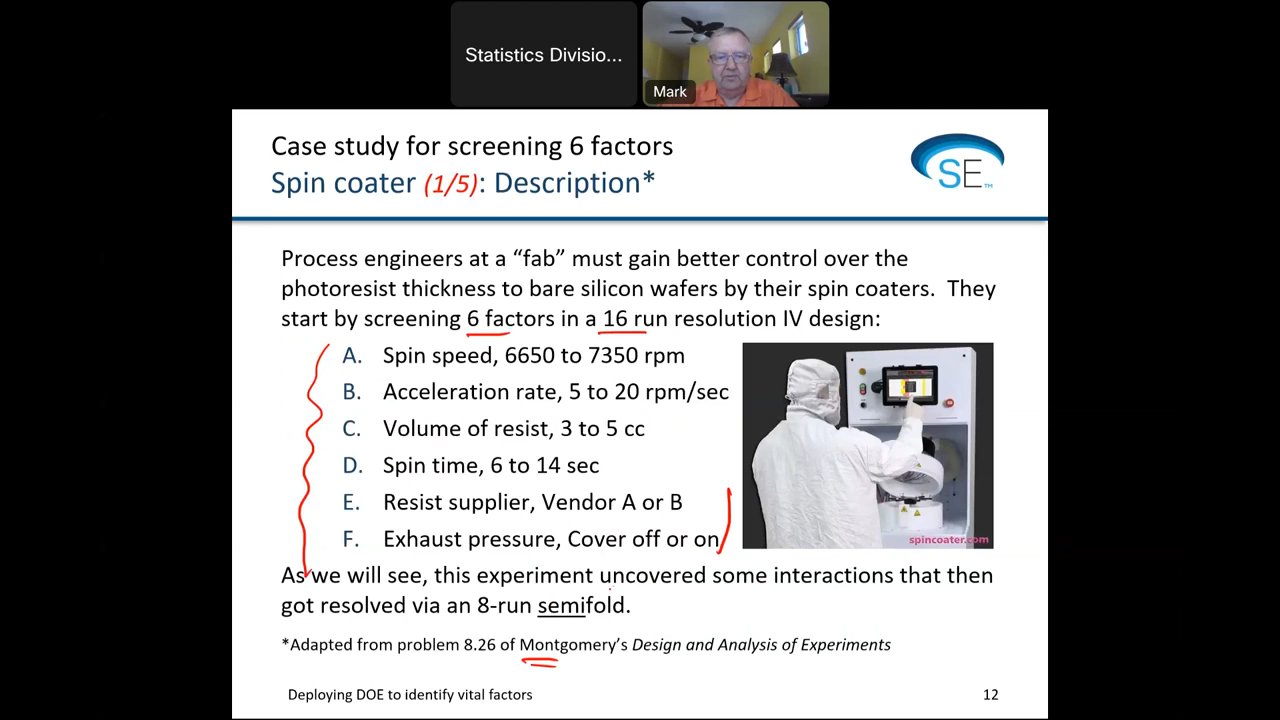 Statistics Divisio...
Mark
Case study for screening 6 factors
Spin coater (1/5): Description*
SE™
Process engineers at a “fab” must gain better control over the
photoresist thickness to bare silicon wafers by their spin coaters. They
start by screening 6 factors in a 16 run resolution IV design:
A. Spin speed, 6650 to 7350 rpm
B. Acceleration rate, 5 to 20 rpm/sec
C. Volume of resist, 3 to 5 cc
D. Spin time, 6 to 14 sec
E. Resist supplier, Vendor A or B
F. Exhaust pressure, Cover off or on
spincoater.com
As we will see, this experiment uncovered some interactions that then
got resolved via an 8-run semifold.
*Adapted from problem 8.26 of Montgomery’s Design and Analysis of Experiments
Deploying DOE to identify vital factors
12